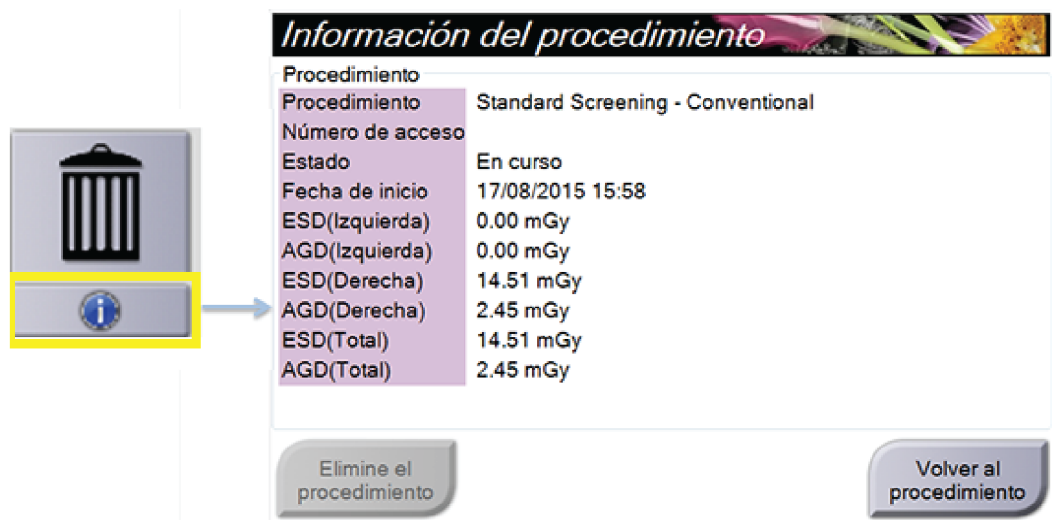 Información del procedimiento
Procedimiento
Procedimiento Standard Screening - Conventional
Número de acceso
Estado En curso
Fecha de inicio 17/08/2015 15:58
ESD(Izquierda) 0.00 mGy
AGD(Izquierda) 0.00 mGy
ESD(Derecha) 14.51 mGy
AGD(Derecha) 2.45 mGy
ESD(Total) 14.51 mGy
AGD(Total) 2.45 mGy
Elimine el
procedimiento
Volver al
procedimiento